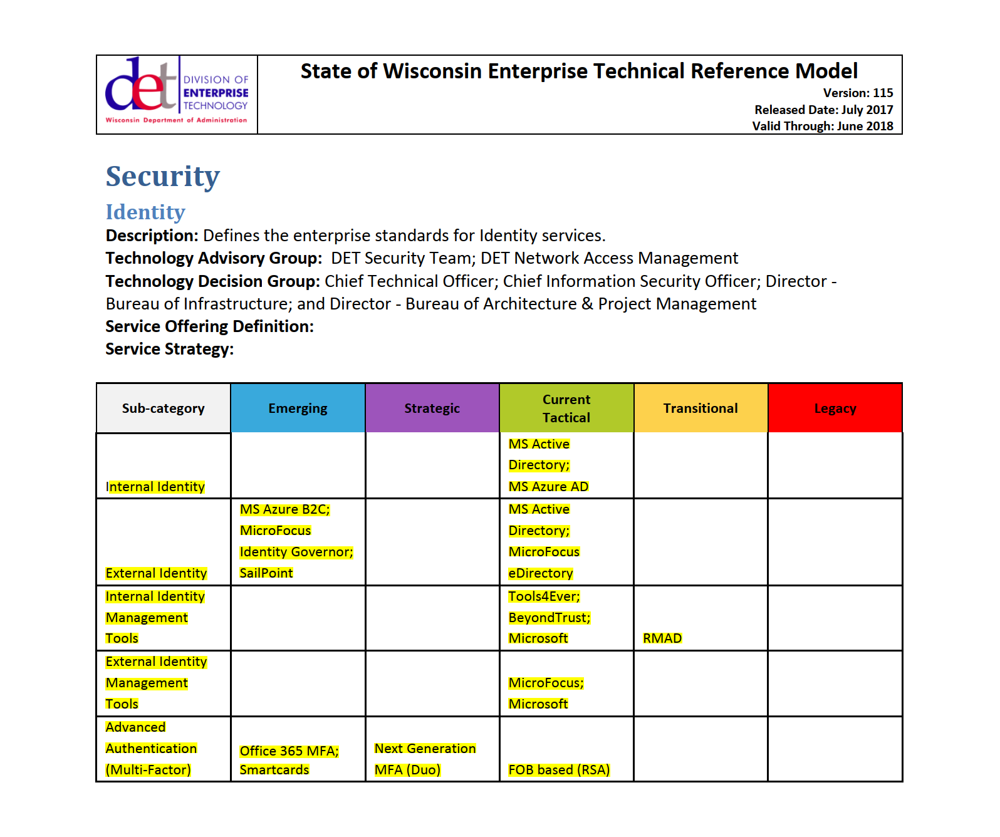 det
DIVISION OF
ENTERPRISE
TECHNOLOGY
Wisconsin Department of Administration
State of Wisconsin Enterprise Technical Reference Model
Version: 115
Released Date: July 2017
Valid Through: June 2018
Security
Identity
Description: Defines the enterprise standards for Identity services.
Technology Advisory Group:  DET Security Team; DET Network Access Management
Technology Decision Group: Chief Technical Officer; Chief Information Security Officer; Director -
Bureau of Infrastructure; and Director - Bureau of Architecture & Project Management
Service Offering Definition:
Service Strategy:
Sub-category
Emerging
Strategic
Current
Tactical
Transitional
Legacy
Internal Identity
MS Active
Directory;
MS Azure AD
External Identity
MS Azure B2C;
MicroFocus
Identity Governor;
SailPoint
MS Active
Directory;
MicroFocus
eDirectory
Internal Identity
Management
Tools
Tools4Ever;
BeyondTrust;
Microsoft
RMAD
External Identity
Management
Tools
MicroFocus;
Microsoft
Advanced
Authentication
(Multi-Factor)
Office 365 MFA;
Smartcards
Next Generation
MFA (Duo)
FOB based (RSA)